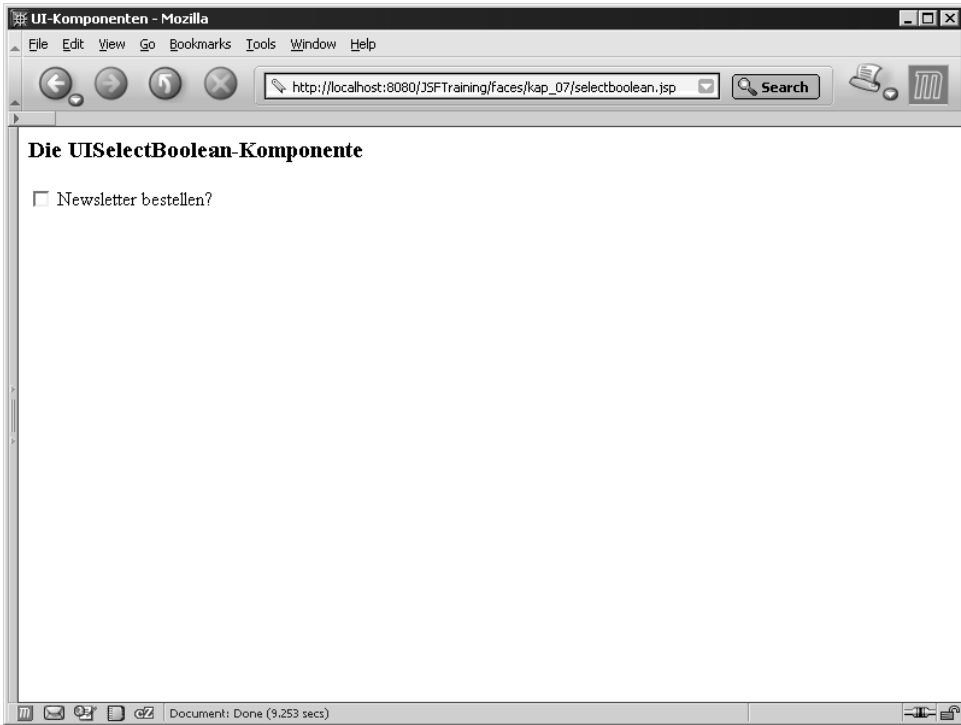 UI-Komponenten - Mozilla
File Edit View Go Bookmarks Tools Window Help
http://localhost:8080/JSFTraining/faces/kap_07/selectboolean.jsp Search
Die UISelectBoolean-Komponente
Newsletter bestellen?
Document: Done (9.253 secs)